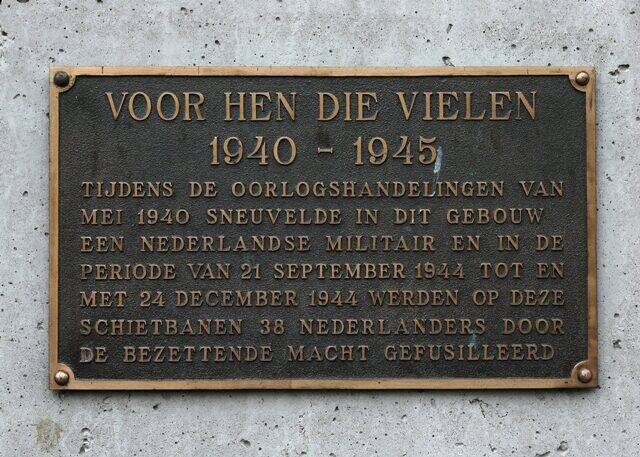 VOOR HEN DIE VIELEN
1940 - 1945
TIJDENS DE OORLOGSHANDELINGEN VAN
MEI 1940 SNEUVELDE IN DIT GEBOUW
EEN NEDERLANDSE MILITAIR EN IN DE
PERIODE VAN 21 SEPTEMBER 1944 TOT EN
MET 24 DECEMBER 1944 WERDEN OP DEZE
SCHIETBANEN 38 NEDERLANDERS DOOR
DE BEZETTENDE MACHT GEFUSILLEERD